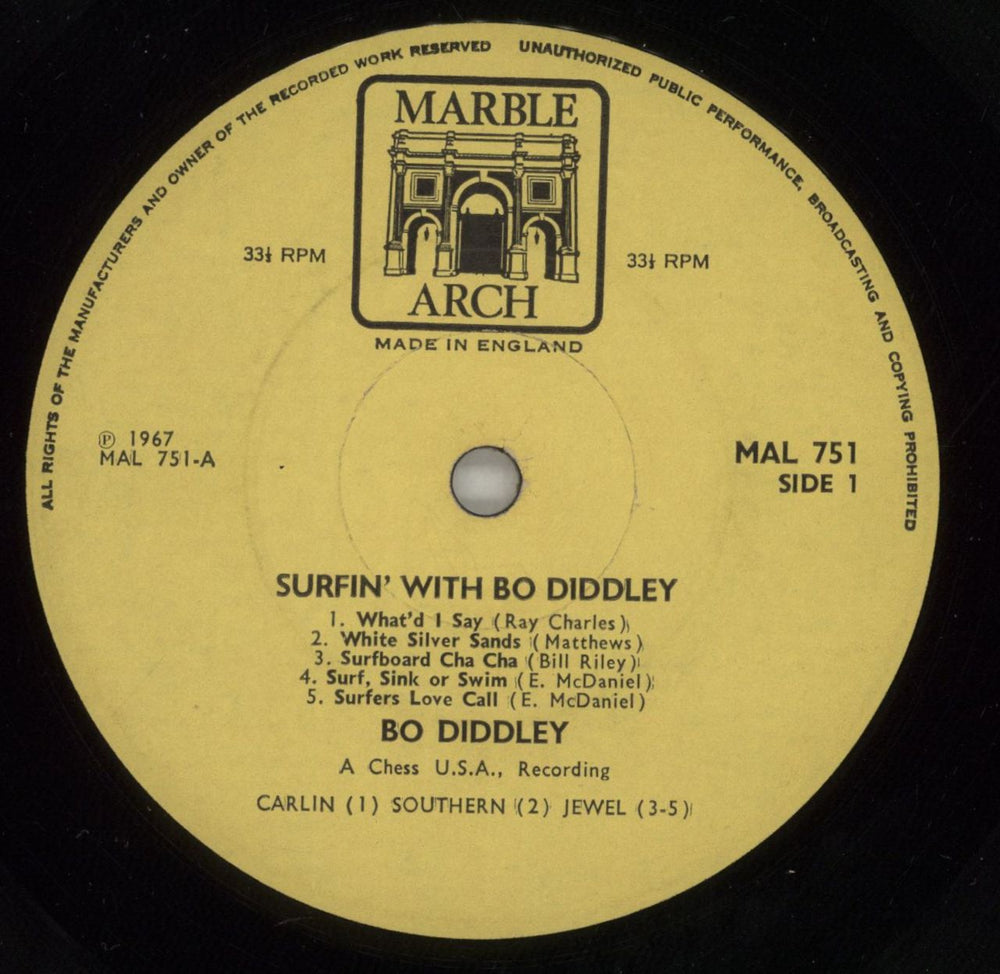 ALL RIGHTS OF THE MANUFACTURERS AND OWNER OF THE RECORDED WORK RESERVED UNAUTHORIZED PUBLIC PERFORMANCE, BROADCASTING AND COPYING PROHIBITED
MARBLE
ARCH
MADE IN ENGLAND
33⅓ RPM
33⅓ RPM
℗ 1967
MAL 751-A
MAL 751
SIDE 1
SURFIN' WITH BO DIDDLEY
1. What'd I Say (Ray Charles)
2. White Silver Sands (Matthews)
3. Surfboard Cha Cha (Bill Riley)
4. Surf, Sink or Swim (E. McDaniel)
5. Surfers Love Call (E. McDaniel)
BO DIDDLEY
A Chess U.S.A., Recording
CARLIN (1) SOUTHERN (2) JEWEL (3-5)